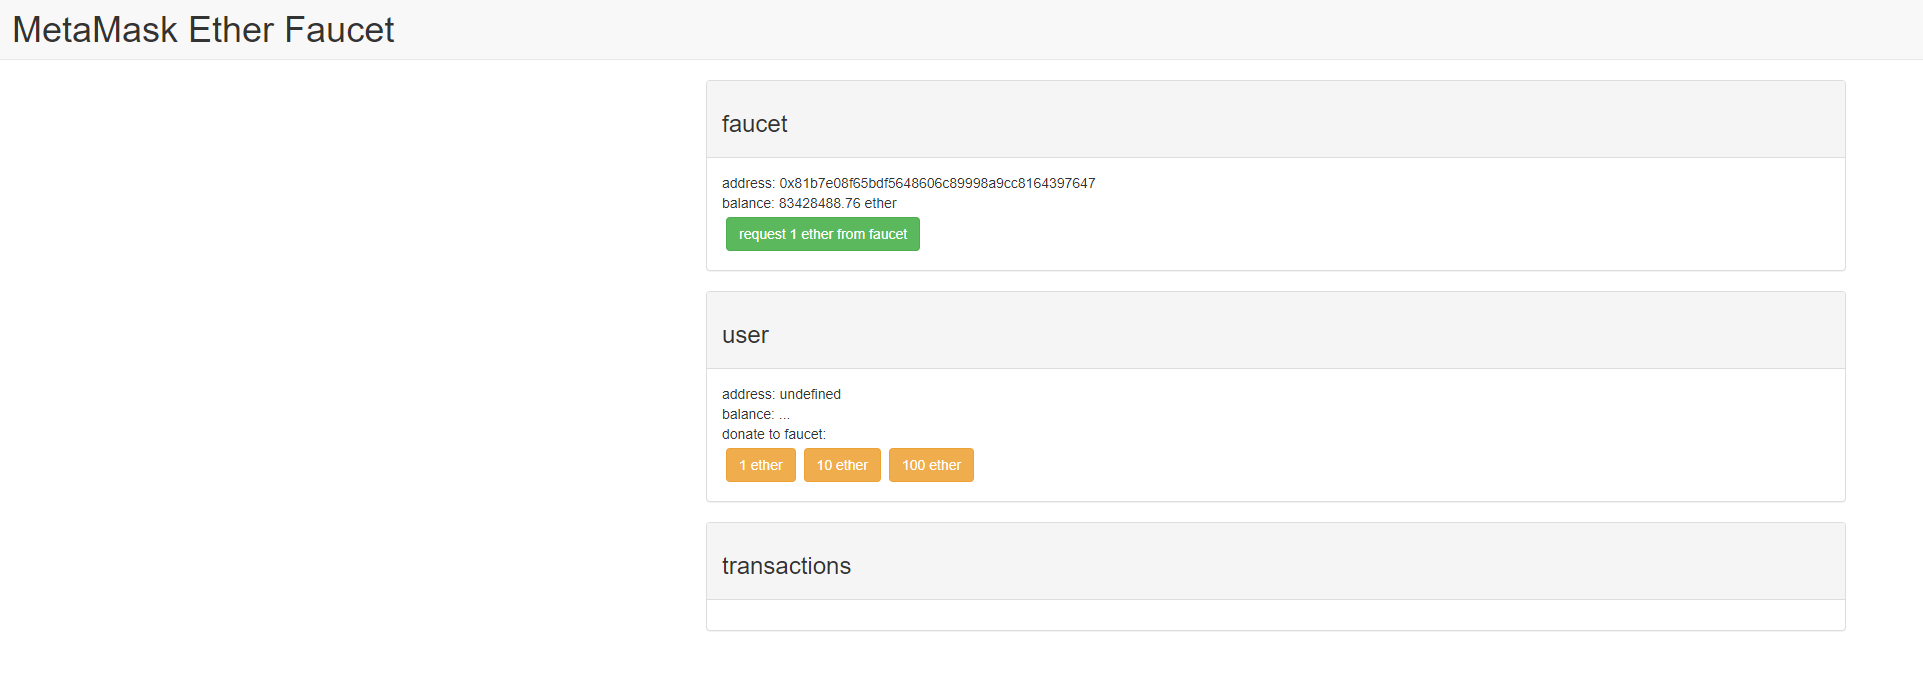 MetaMask Ether Faucet
faucet
address: 0x81b7e08f65bdf5648606c89998a9cc8164397647
balance: 83428488.76 ether
request 1 ether from faucet
user
address: undefined
balance: ...
donate to faucet:
1 ether 10 ether 100 ether
transactions